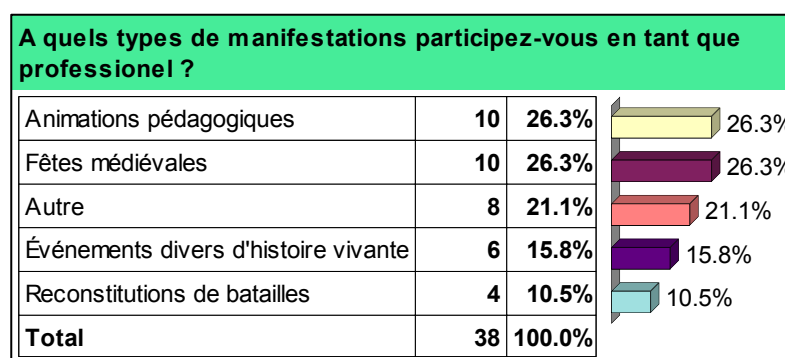 A quels types de manifestations participez-vous en tant que
professionel ?
Animations pédagogiques 10 26.3% 26.3%
Fêtes médiévales 10 26.3% 26.3%
Autre 8 21.1% 21.1%
Événements divers d'histoire vivante 6 15.8% 15.8%
Reconstitutions de batailles 4 10.5% 10.5%
Total 38 100.0%